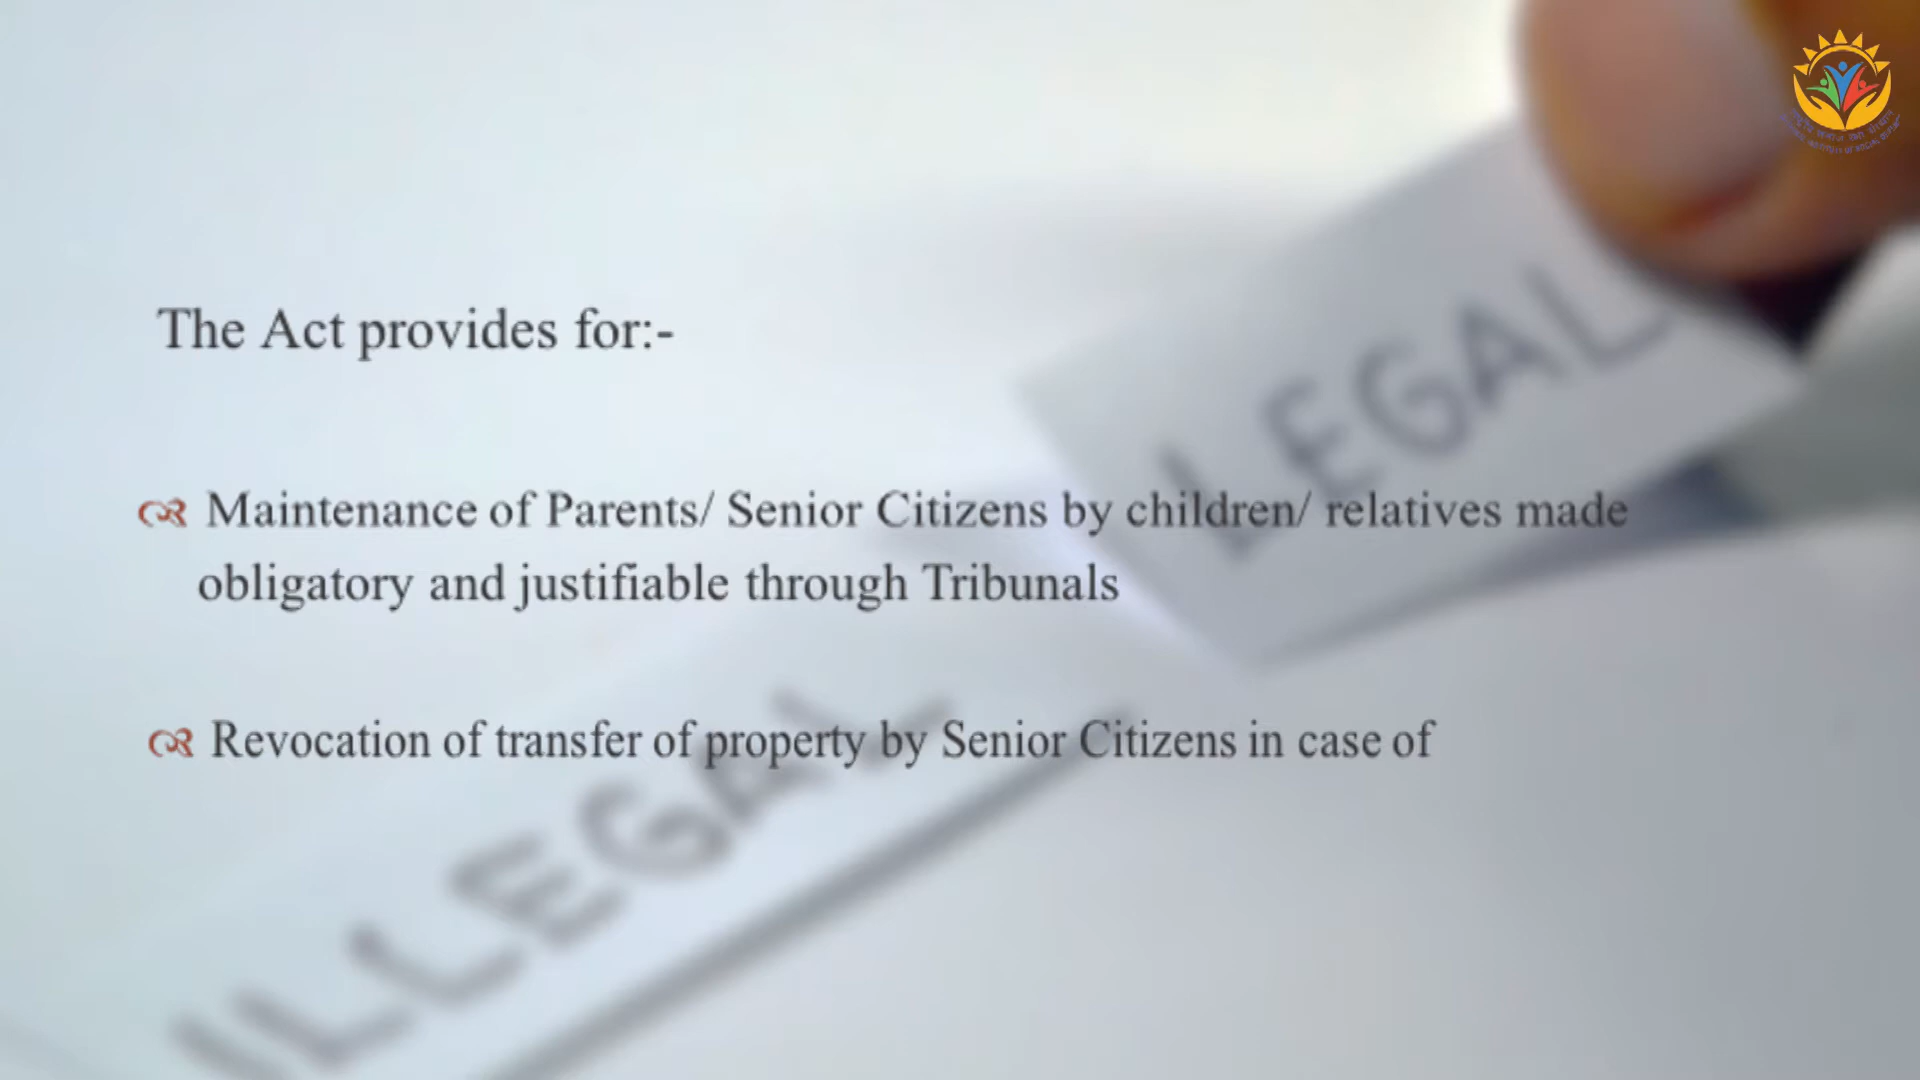 The Act provides for:-
Maintenance of Parents/ Senior Citizens by children/ relatives made
obligatory and justifiable through Tribunals
Revocation of transfer of property by Senior Citizens in case of
LEGAL
ILLEGAL